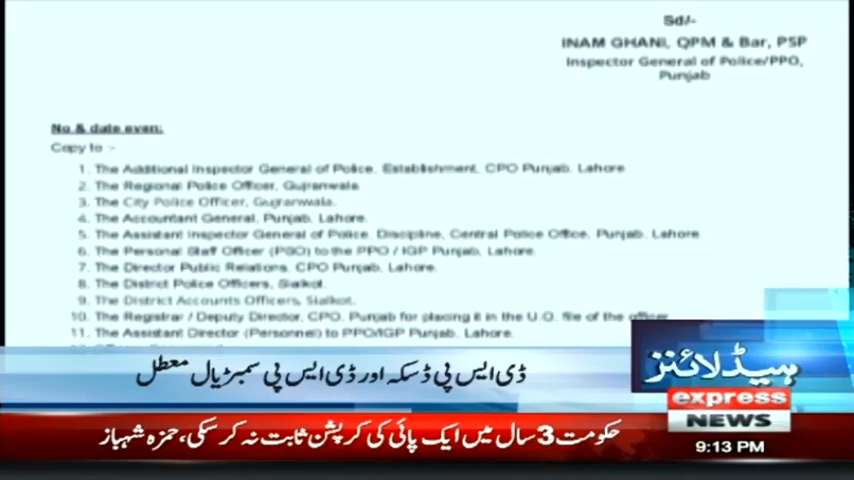 Sd/-
INAM GHANI, QPM & Bar, PSP
Inspector General of Police/PPO,
Punjab
No & date even:
Copy to :-
1. The Additional Inspector General of Police, Establishment, CPO Punjab, Lahore
2. The Regional Police Officer, Gujranwala
3. The City Police Officer, Gujranwala.
4. The Accountant General, Punjab, Lahore.
5. The Assistant Inspector General of Police, Discipline, Central Police Office, Punjab, Lahore
6. The Personal Staff Officer (PSO) to the PPO / IGP Punjab, Lahore.
7. The Director Public Relations, CPO Punjab, Lahore.
8. The District Police Officers, Sialkot.
9. The District Accounts Officers, Sialkot.
10. The Registrar / Deputy Director, CPO, Punjab for placing it in the U.O. file of the officer
11. The Assistant Director (Personnel) to PPO/IGP Punjab, Lahore.
ڈی ایس پی ڈسکہ اور ڈی ایس پی سمبڑیال معطل
ہیڈلائنز
express
NEWS
حکومت 3 سال میں ایک پائی کی کرپشن ثابت نہ کر سکی، حمزہ شہباز
9:13 PM